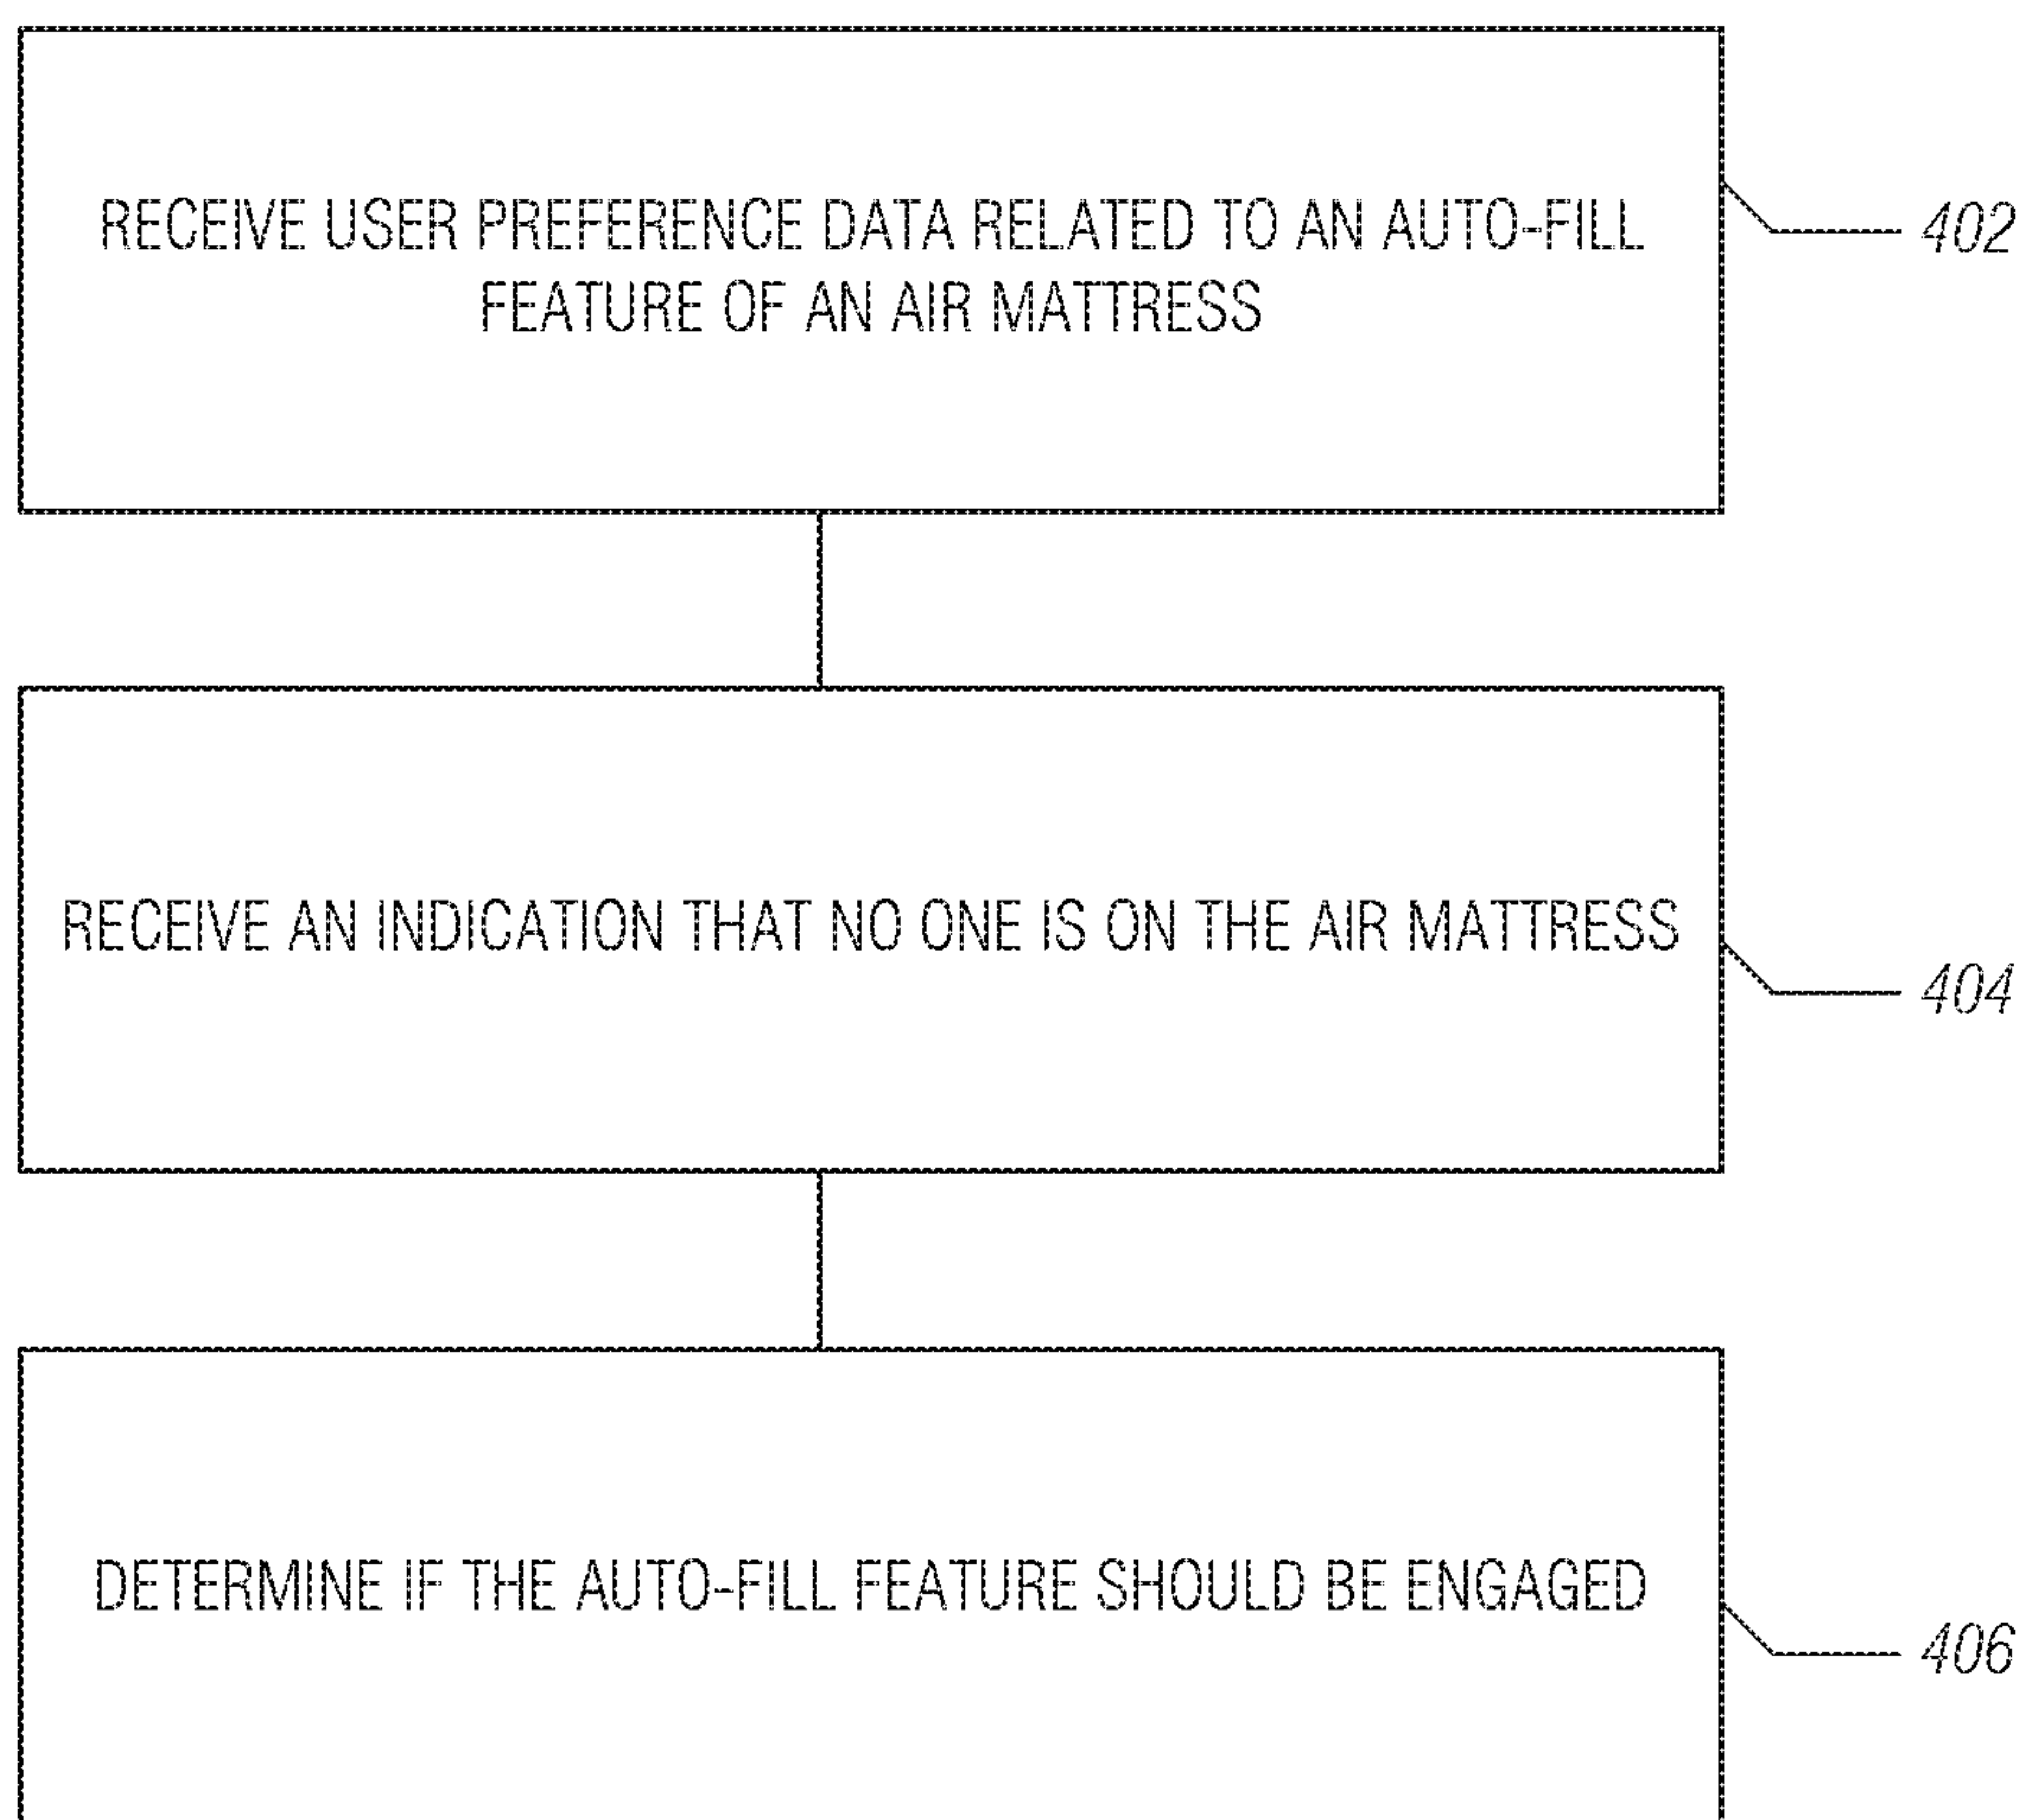 RECEIVE USER PREFERENCE DATA RELATED TO AN AUTO-FILL
FEATURE OF AN AIR MATTRESS
402
RECEIVE AN INDICATION THAT NO ONE IS ON THE AIR MATTRESS
404
DETERMINE IF THE AUTO-FILL FEATURE SHOULD BE ENGAGED
406